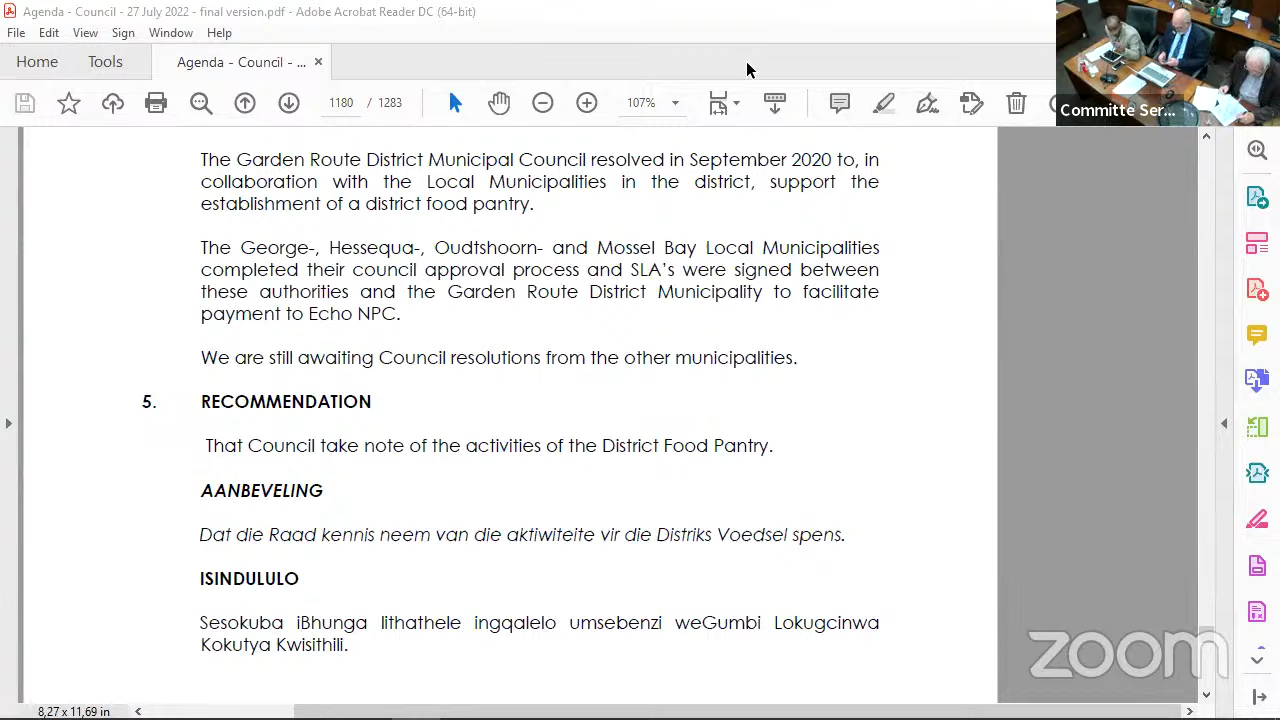 Agenda - Council - 27 July 2022 - final version.pdf - Adobe Acrobat Reader DC (64-bit)
File Edit View Sign Window Help
Home Tools Agenda - Council - ... ×
1180 / 1283 107%
Committe Ser...
The Garden Route District Municipal Council resolved in September 2020 to, in
collaboration with the Local Municipalities in the district, support the
establishment of a district food pantry.
The George-, Hessequa-, Oudtshoorn- and Mossel Bay Local Municipalities
completed their council approval process and SLA's were signed between
these authorities and the Garden Route District Municipality to facilitate
payment to Echo NPC.
We are still awaiting Council resolutions from the other municipalities.
5. RECOMMENDATION
That Council take note of the activities of the District Food Pantry.
AANBEVELING
Dat die Raad kennis neem van die aktiwiteite vir die Distriks Voedsel spens.
ISINDULULO
Sesokuba iBhunga lithathele ingqalelo umsebenzi weGumbi Lokugcinwa
Kokutya Kwisithili.
zoom
8,27 x 11,69 in